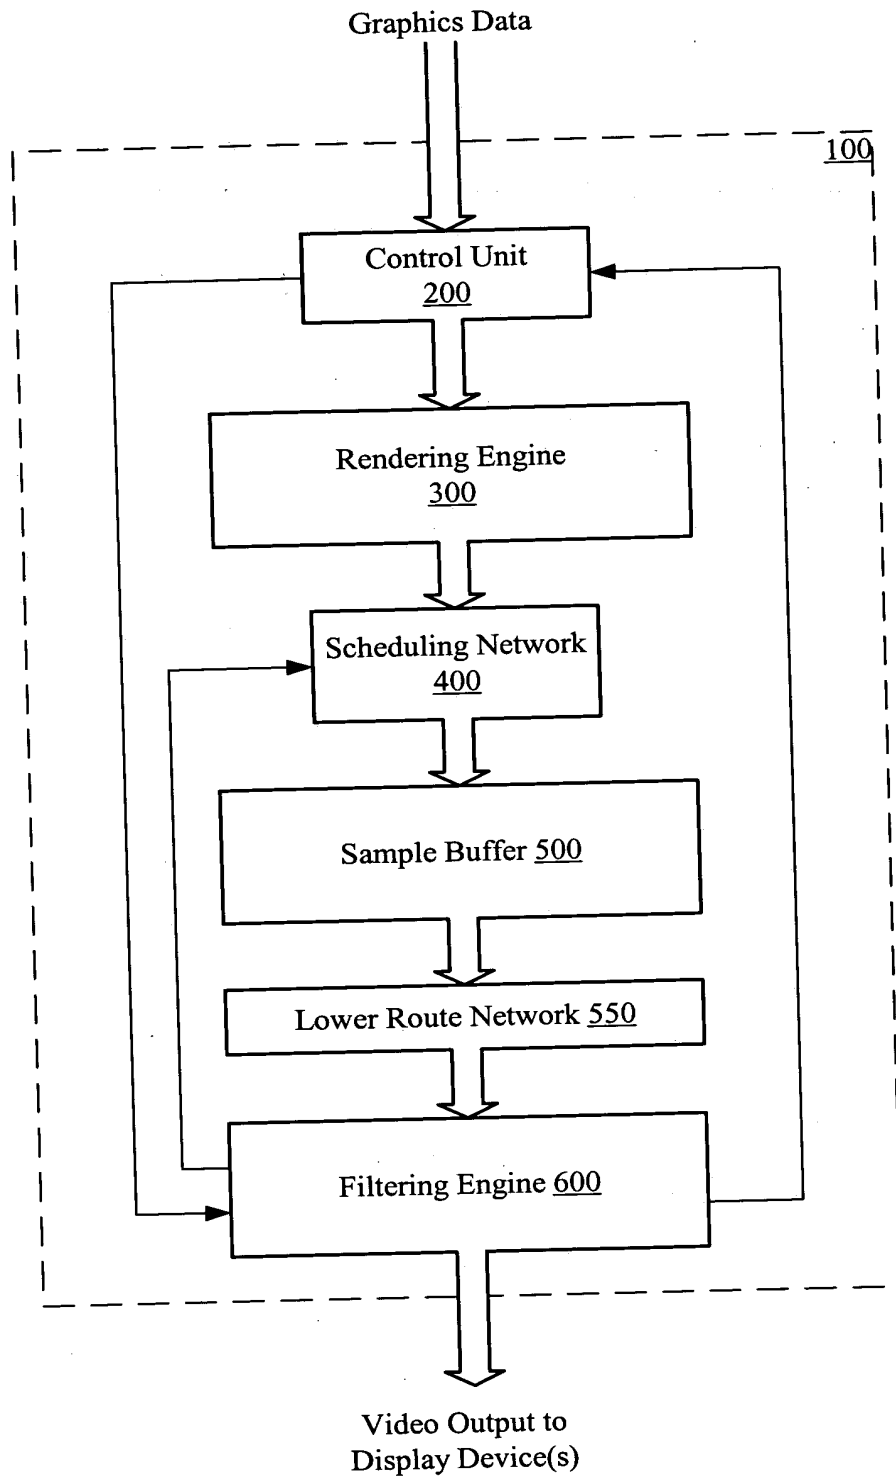 Graphics Data
100
Control Unit
200
Rendering Engine
300
Scheduling Network
400
Sample Buffer 500
Lower Route Network 550
Filtering Engine 600
Video Output to
Display Device(s)